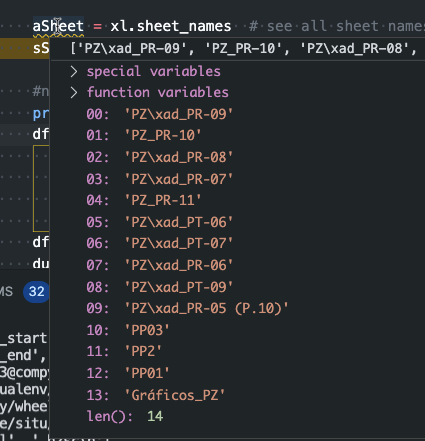 aSheet = xl.sheet_names # see all sheet names
sS
['PZ\xad_PR-09', 'PZ_PR-10', 'PZ\xad_PR-08',
> special variables
#n
> function variables
pr
00: 'PZ\xad_PR-09'
df
01: 'PZ_PR-10'
02: 'PZ\xad_PR-08'
03: 'PZ\xad_PR-07'
04: 'PZ_PR-11'
05: 'PZ\xad_PT-06'
df
06: 'PZ\xad_PT-07'
du
07: 'PZ\xad_PR-06'
08: 'PZ\xad_PT-09'
MS 32
09: 'PZ\xad_PR-05 (P.10)'
10: 'PP03'
_start
11: 'PP2'
_end',
3@compy
12: 'PP01'
ualenv/
13: 'Gráficos_PZ'
y/whee
e/situ/
len(): 14